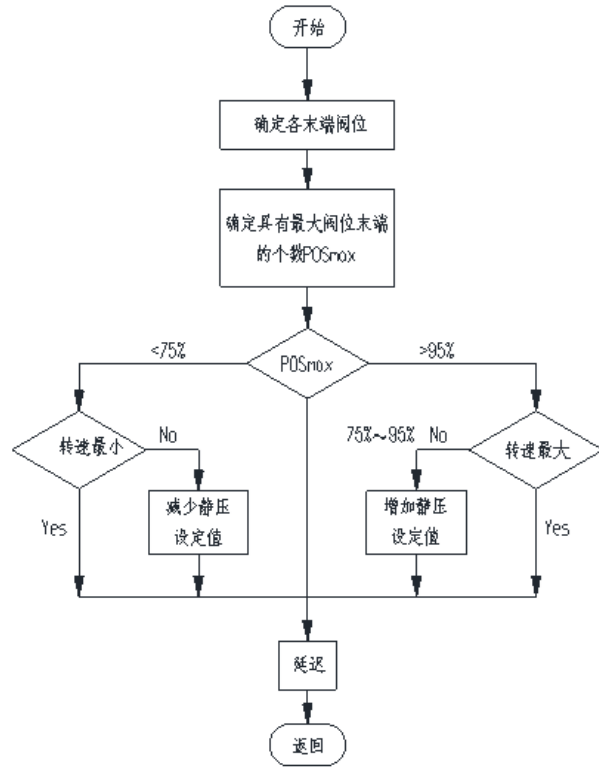 开始
确定各末端阀位
确定具有最大阀位末端
的个数POSmax
<75%
POSmax
>95%
转速最小
No
75%~95%
No
转速最大
减少静压
设定值
增加静压
设定值
Yes
Yes
延迟
返回